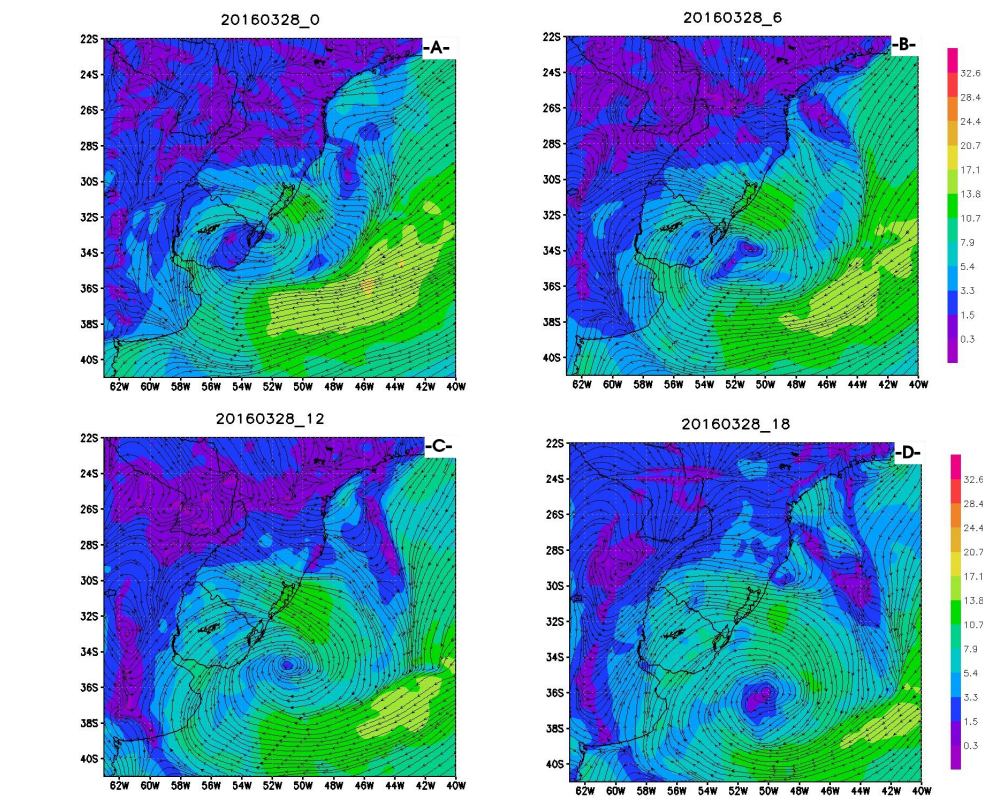 20160328_0
-A-
22S
24S
26S
28S
30S
32S
34S
36S
38S
40S
62W 60W 58W 56W 54W 52W 50W 48W 46W 44W 42W 40W
20160328_6
-B-
22S
24S
26S
28S
30S
32S
34S
36S
38S
40S
62W 60W 58W 56W 54W 52W 50W 48W 46W 44W 42W 40W
32.6
28.4
24.4
20.7
17.1
13.8
10.7
7.9
5.4
3.3
1.5
0.3
20160328_12
-C-
22S
24S
26S
28S
30S
32S
34S
36S
38S
40S
62W 60W 58W 56W 54W 52W 50W 48W 46W 44W 42W 40W
20160328_18
-D-
22S
24S
26S
28S
30S
32S
34S
36S
38S
40S
62W 60W 58W 56W 54W 52W 50W 48W 46W 44W 42W 40W
32.6
28.4
24.4
20.7
17.1
13.8
10.7
7.9
5.4
3.3
1.5
0.3